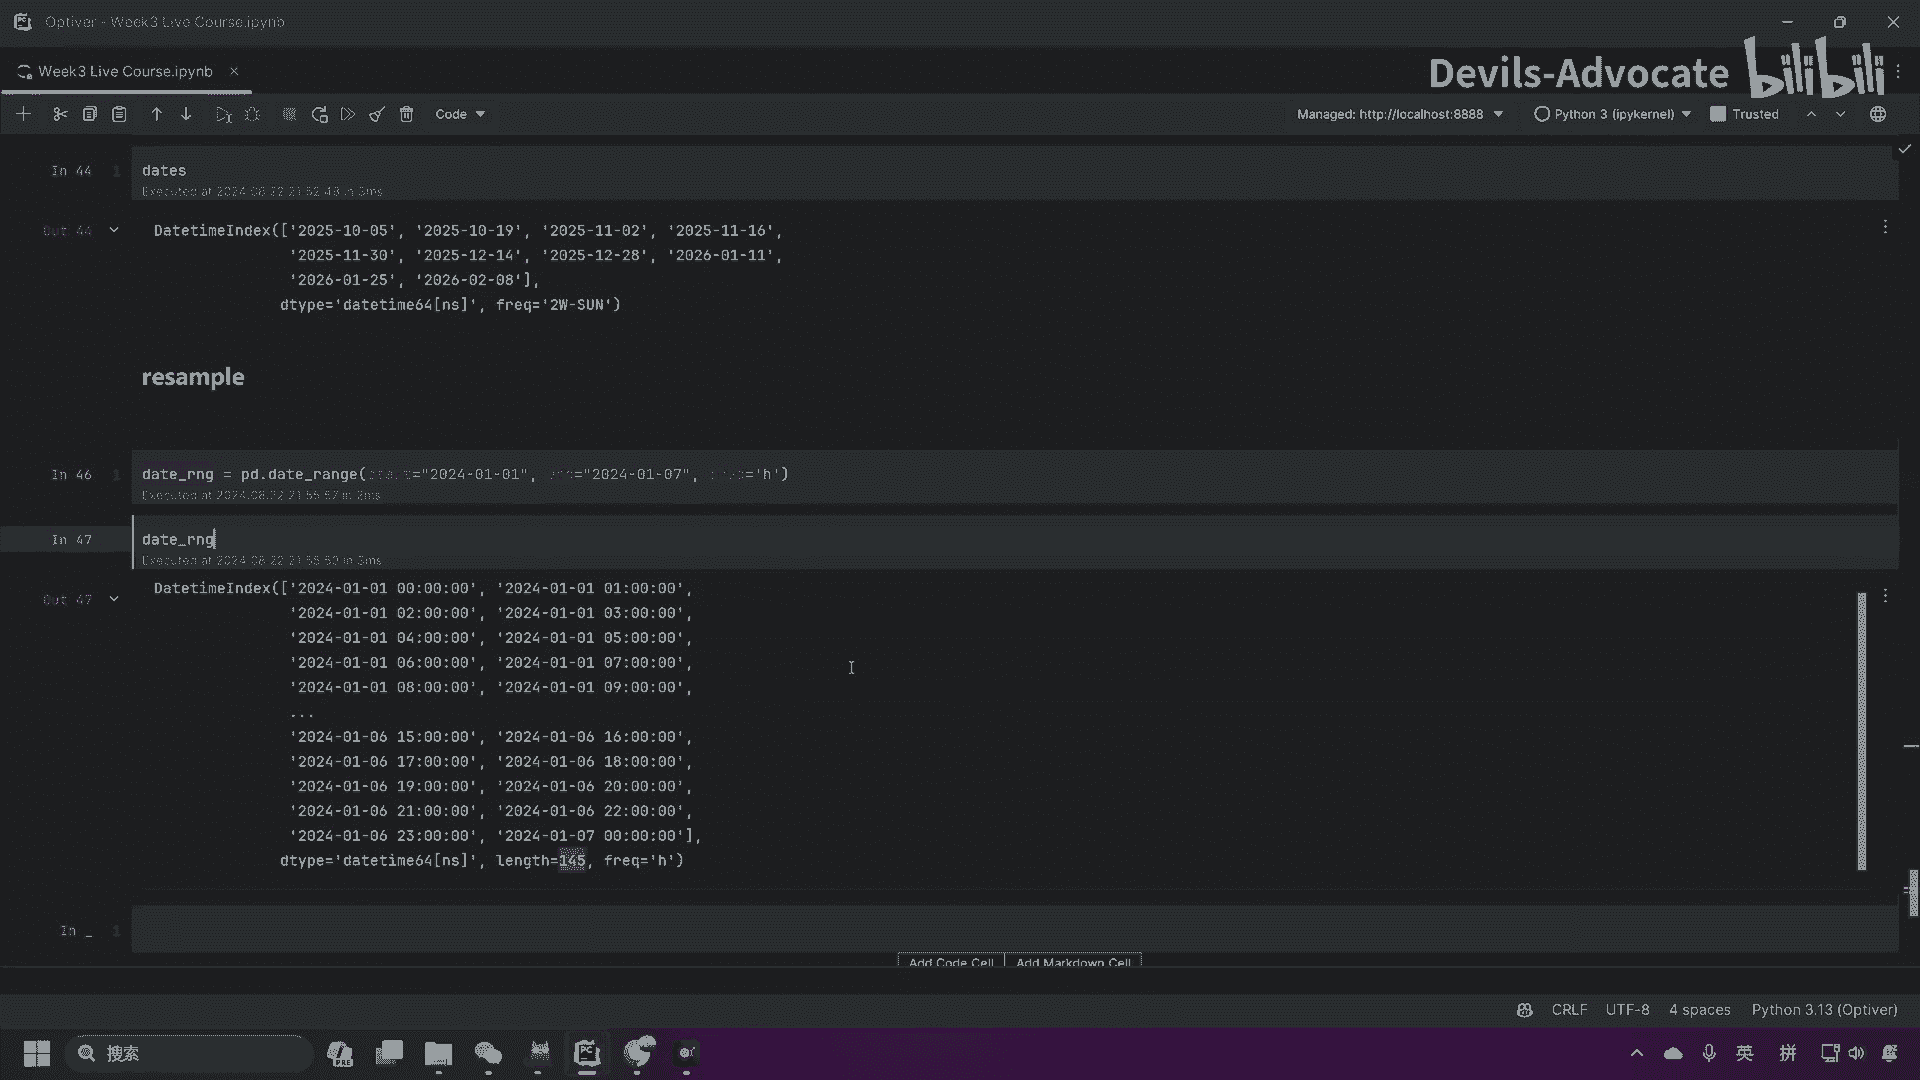 Optiver - Week3 Live Course.ipynb
Week3 Live Course.ipynb
Devils-Advocate bilibili
Code
Managed: http://localhost:8888
Python 3 (ipykernel)
Trusted
In 44 1 dates
Executed at 2024.08.22 21:52:48 in 3ms
Out 44
DatetimeIndex(['2025-10-05', '2025-10-19', '2025-11-02', '2025-11-16',
'2025-11-30', '2025-12-14', '2025-12-28', '2026-01-11',
'2026-01-25', '2026-02-08'],
dtype='datetime64[ns]', freq='2W-SUN')
resample
In 46 1 date_rng = pd.date_range(="2024-01-01", ="2024-01-07", ='h')
Executed at 2024.08.22 21:55:57 in 2ms
In 47 date_rng
Executed at 2024.08.22 21:55:59 in 3ms
Out 47
DatetimeIndex(['2024-01-01 00:00:00', '2024-01-01 01:00:00',
'2024-01-01 02:00:00', '2024-01-01 03:00:00',
'2024-01-01 04:00:00', '2024-01-01 05:00:00',
'2024-01-01 06:00:00', '2024-01-01 07:00:00',
'2024-01-01 08:00:00', '2024-01-01 09:00:00',
...
'2024-01-06 15:00:00', '2024-01-06 16:00:00',
'2024-01-06 17:00:00', '2024-01-06 18:00:00',
'2024-01-06 19:00:00', '2024-01-06 20:00:00',
'2024-01-06 21:00:00', '2024-01-06 22:00:00',
'2024-01-06 23:00:00', '2024-01-07 00:00:00'],
dtype='datetime64[ns]', length=145, freq='h')
In _ 1
Add Code Cell
Add Markdown Cell
CRLF
UTF-8
4 spaces
Python 3.13 (Optiver)
搜索
英
拼